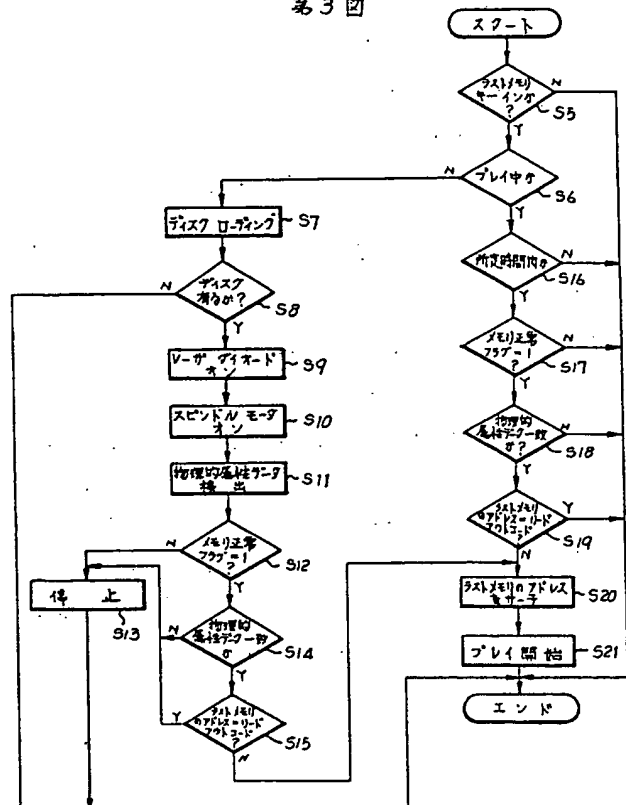 第3図
スタート
ラストメモリ
キーインか
?
N
S5
Y
プレイ中か
N
S6
Y
ディスク ローディング
S7
所定時間内か
N
S16
Y
ディスク
有るか?
N
S8
Y
メモリ正常
フラグ=1
?
N
S17
Y
レーザ ダイオード
オン
S9
スピンドル モータ
オン
S10
物理的
属性データ一致
か?
N
S18
Y
物理的属性データ
検出
S11
ラストメモリ
のアドレス=リード
アウトコード
?
Y
S19
N
メモリ正常
フラグ=1
?
N
S12
Y
停止
S13
ラストメモリのアドレス
をサーチ
S20
物理的
属性データ一致
か
N
S14
Y
プレイ開始
S21
ラストメモリ
のアドレス=リード
アウトコード
?
Y
S15
N
エンド